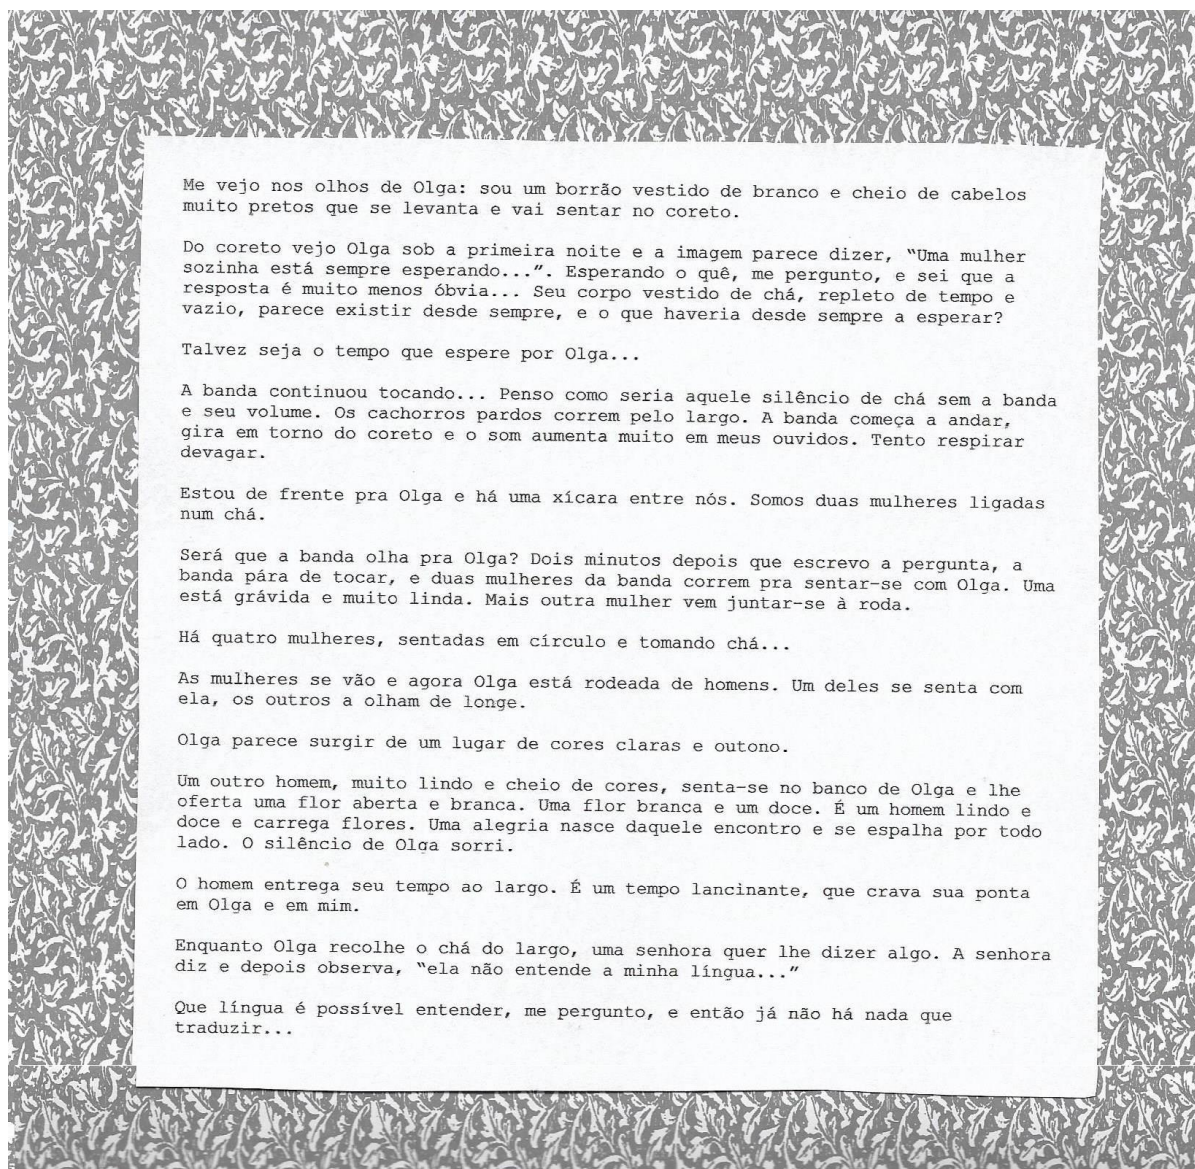 Me vejo nos olhos de Olga: sou um borrão vestido de branco e cheio de cabelos
muito pretos que se levanta e vai sentar no coreto.
Do coreto vejo Olga sob a primeira noite e a imagem parece dizer, "Uma mulher
sozinha está sempre esperando...". Esperando o quê, me pergunto, e sei que a
resposta é muito menos óbvia... Seu corpo vestido de chá, repleto de tempo e
vazio, parece existir desde sempre, e o que haveria desde sempre a esperar?
Talvez seja o tempo que espere por Olga...
A banda continuou tocando... Penso como seria aquele silêncio de chá sem a banda
e seu volume. Os cachorros pardos correm pelo largo. A banda começa a andar,
gira em torno do coreto e o som aumenta muito em meus ouvidos. Tento respirar
devagar.
Estou de frente pra Olga e há uma xícara entre nós. Somos duas mulheres ligadas
num chá.
Será que a banda olha pra Olga? Dois minutos depois que escrevo a pergunta, a
banda pára de tocar, e duas mulheres da banda correm pra sentar-se com Olga. Uma
está grávida e muito linda. Mais outra mulher vem juntar-se à roda.
Há quatro mulheres, sentadas em círculo e tomando chá...
As mulheres se vão e agora Olga está rodeada de homens. Um deles se senta com
ela, os outros a olham de longe.
Olga parece surgir de um lugar de cores claras e outono.
Um outro homem, muito lindo e cheio de cores, senta-se no banco de Olga e lhe
oferta uma flor aberta e branca. Uma flor branca e um doce. É um homem lindo e
doce e carrega flores. Uma alegria nasce daquele encontro e se espalha por todo
lado. O silêncio de Olga sorri.
O homem entrega seu tempo ao largo. É um tempo lancinante, que crava sua ponta
em Olga e em mim.
Enquanto Olga recolhe o chá do largo, uma senhora quer lhe dizer algo. A senhora
diz e depois observa, "ela não entende a minha língua..."
Que língua é possível entender, me pergunto, e então já não há nada que
traduzir...